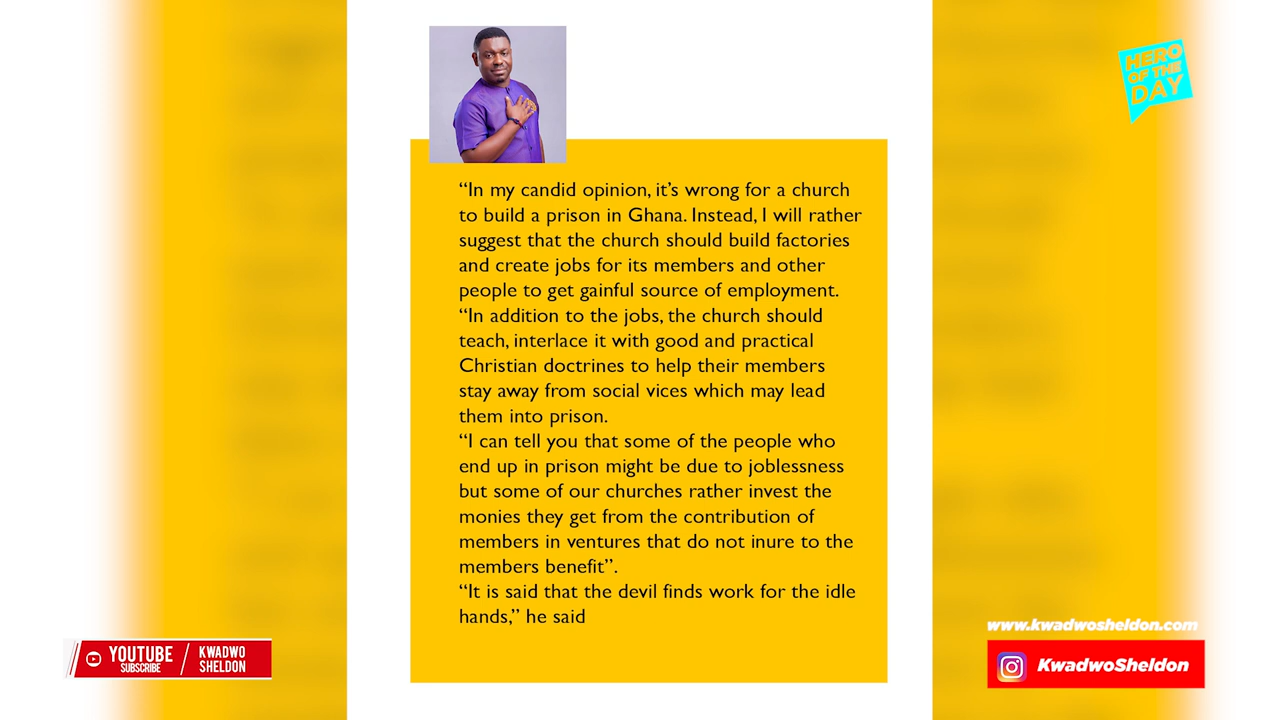 HERO
OF THE
DAY
“In my candid opinion, it’s wrong for a church
to build a prison in Ghana. Instead, I will rather
suggest that the church should build factories
and create jobs for its members and other
people to get gainful source of employment.
“In addition to the jobs, the church should
teach, interlace it with good and practical
Christian doctrines to help their members
stay away from social vices which may lead
them into prison.
“I can tell you that some of the people who
end up in prison might be due to joblessness
but some of our churches rather invest the
monies they get from the contribution of
members in ventures that do not inure to the
members benefit”.
“It is said that the devil finds work for the idle
hands,” he said
YOUTUBE
SUBSCRIBE
KWADWO
SHELDON
www.kwadwosheldon.com
KwadwoSheldon